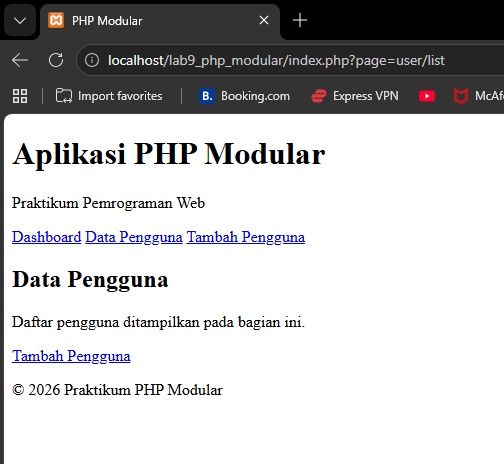 PHP Modular
localhost/lab9_php_modular/index.php?page=user/list
Import favorites B. Booking.com Express VPN McAf
Aplikasi PHP Modular
Praktikum Pemrograman Web
Dashboard Data Pengguna Tambah Pengguna
Data Pengguna
Daftar pengguna ditampilkan pada bagian ini.
Tambah Pengguna
© 2026 Praktikum PHP Modular